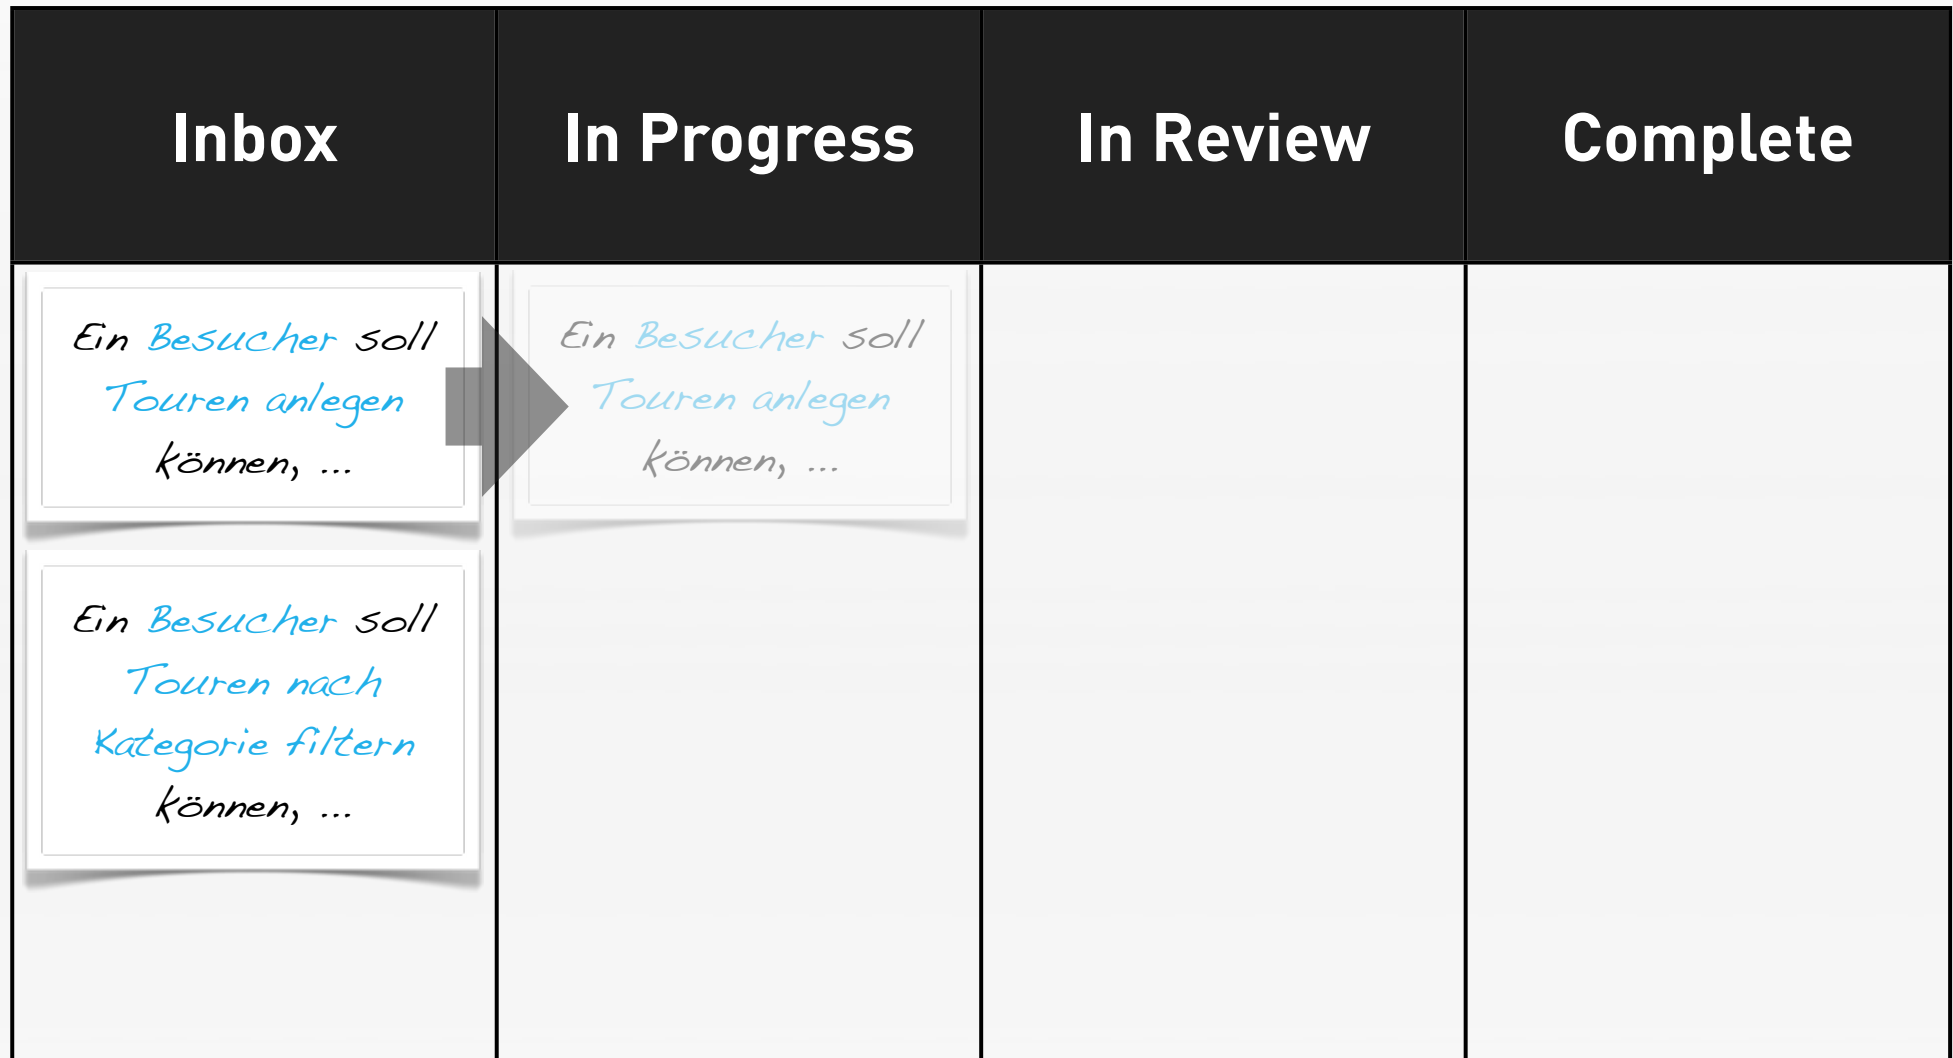 Inbox
In Progress
In Review
Complete
Ein Besucher soll
Touren anlegen
können, ...
Ein Besucher soll
Touren nach
Kategorie filtern
können, ...
Ein Besucher soll
Touren anlegen
können, ...